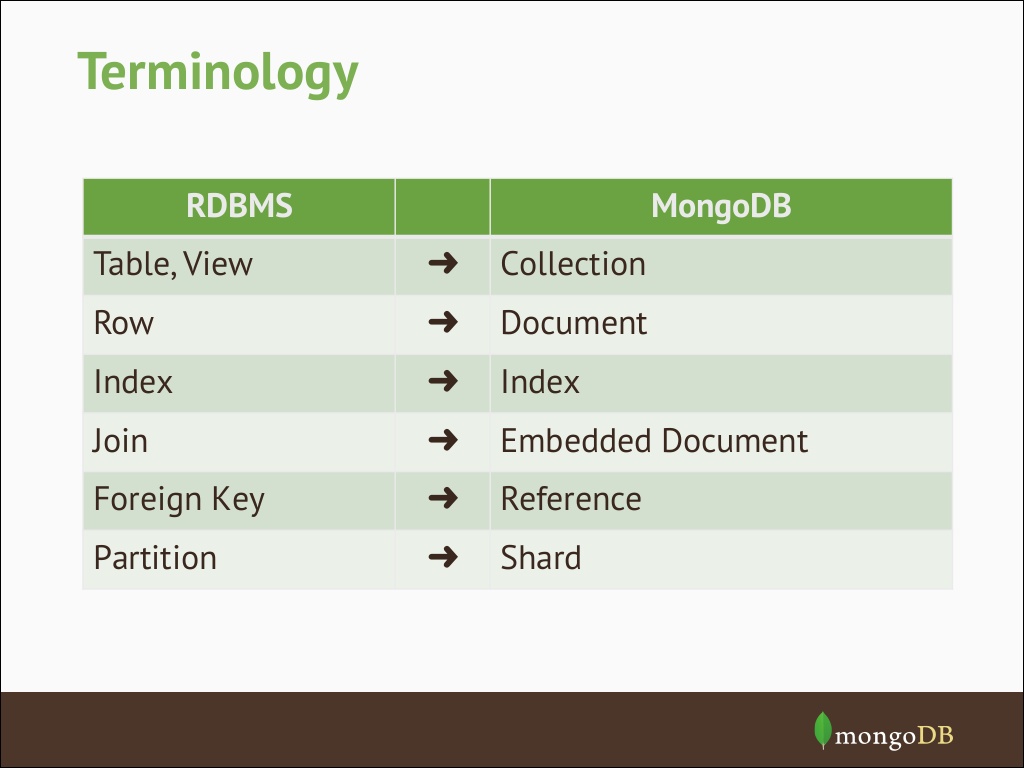 Terminology
RDBMS MongoDB
Table, View ➜ Collection
Row ➜ Document
Index ➜ Index
Join ➜ Embedded Document
Foreign Key ➜ Reference
Partition ➜ Shard
mongoDB